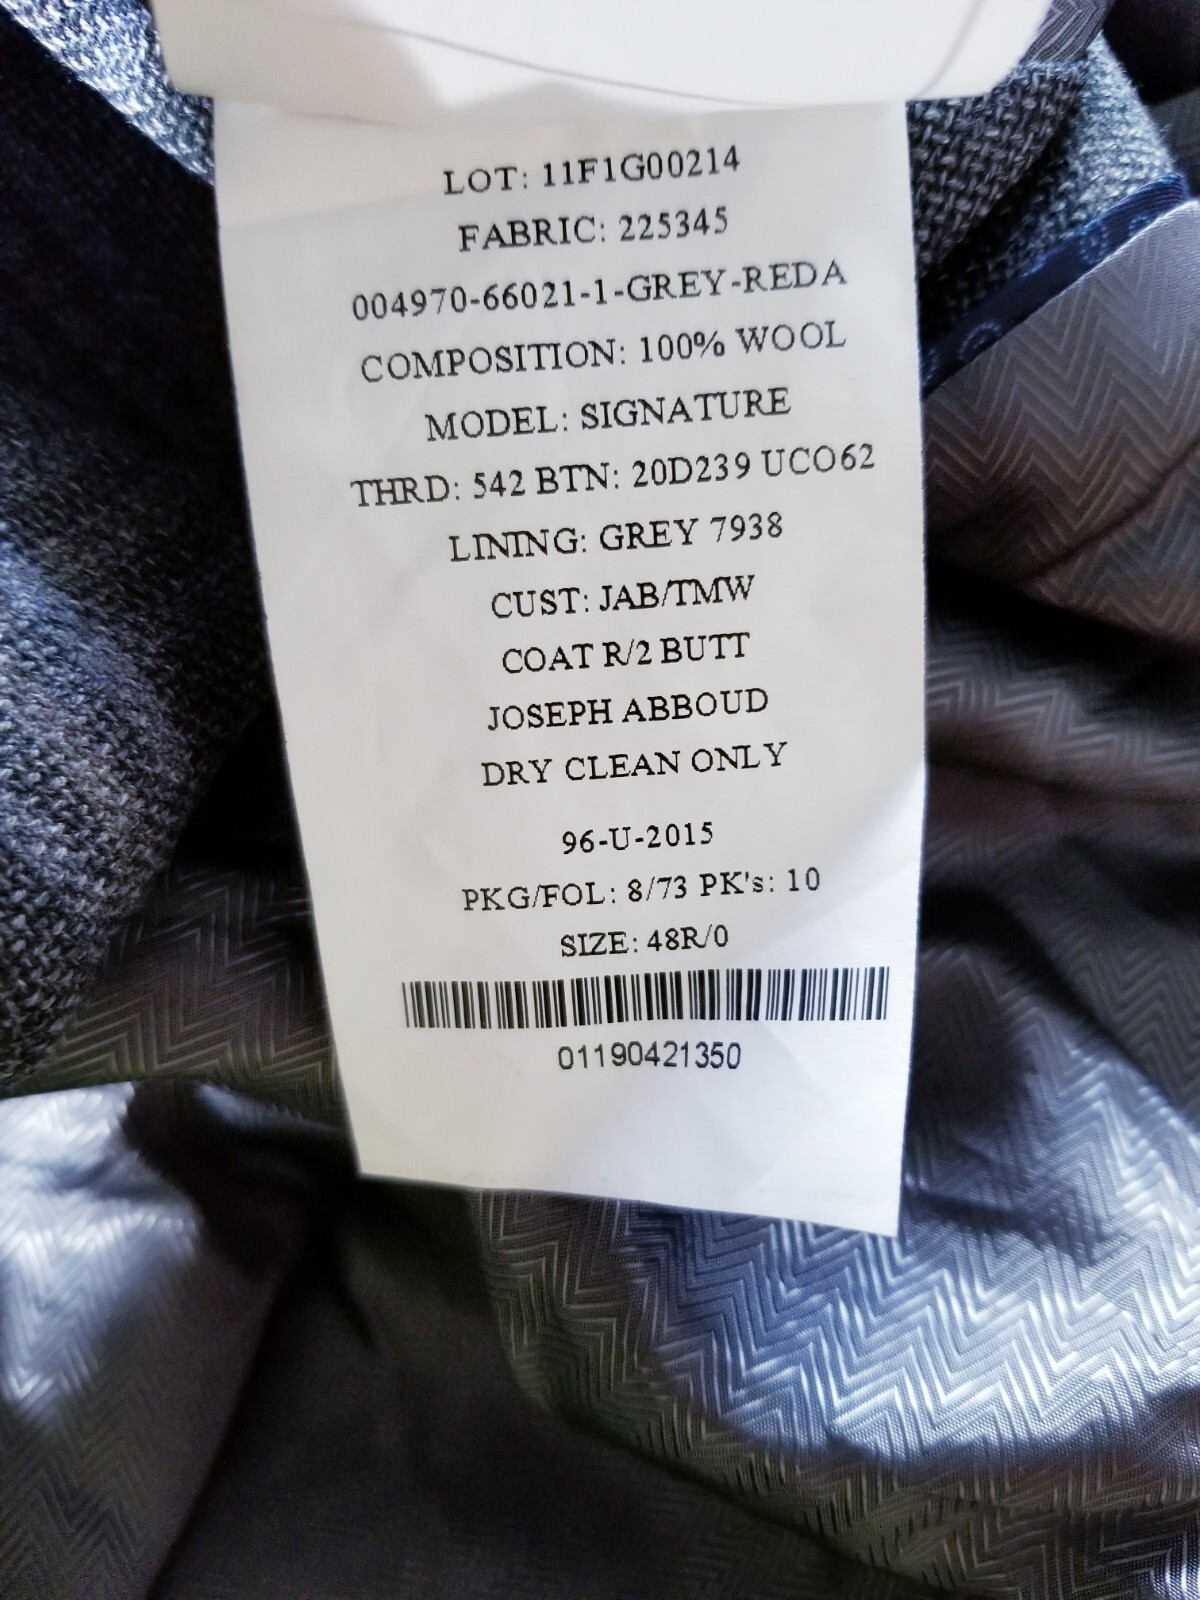 LOT: 11F1G00214
FABRIC: 225345
004970-66021-1-GREY-REDA
COMPOSITION: 100% WOOL
MODEL: SIGNATURE
THRD: 542 BTN: 20D239 UCO62
LINING: GREY 7938
CUST: JAB/TMW
COAT R/2 BUTT
JOSEPH ABBOUD
DRY CLEAN ONLY
96-U-2015
PKG/FOL: 8/73 PK's: 10
SIZE: 48R/0
01190421350